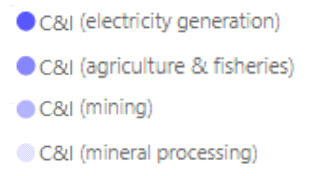 C&I (electricity generation)
C&I (agriculture & fisheries)
C&I (mining)
C&I (mineral processing)